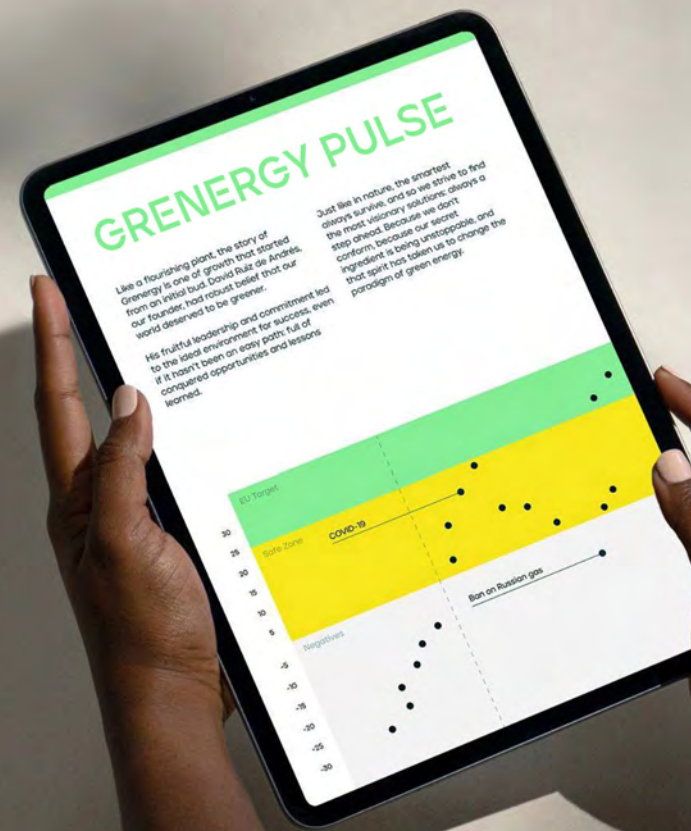 GRENERGY PULSE
Like a flourishing plant, the story of
Grenergy is one of growth that started
from an initial bud. David Ruiz de Andrés,
our founder, had robust belief that our
world deserved to be greener.
His fruitful leadership and commitment led
to the ideal environment for success, even
if it hasn't been an easy path: full of
conquered opportunities and lessons
learned.
Just like in nature, the smartest
always survive, and so we strive to find
the most visionary solutions: always a
step ahead. Because we don't
conform, because our secret
ingredient is being unstoppable, and
that spirit has taken us to change the
paradigm of green energy.
EU Target
30
25
Safe Zone
COVID-19
20
15
10
5
Negatives
Ban on Russian gas
-5
-10
-15
-20
-25
-30